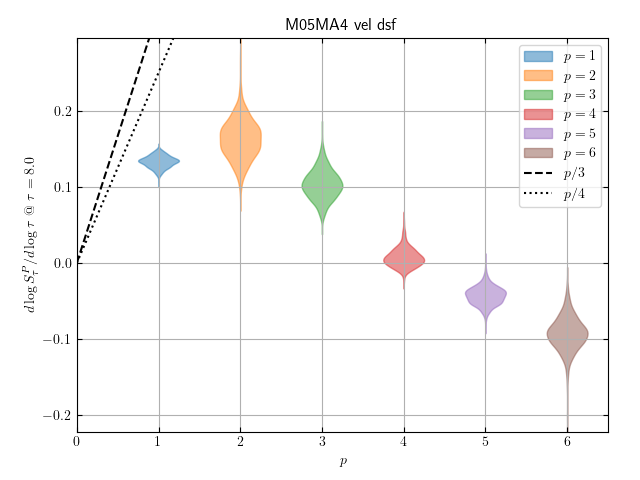 M05MA4 vel dsf
d log S_τ^P / d log τ @ τ = 8.0
0.2
0.1
0.0
−0.1
−0.2
0 1 2 3 4 5 6
p
p = 1
p = 2
p = 3
p = 4
p = 5
p = 6
p/3
p/4